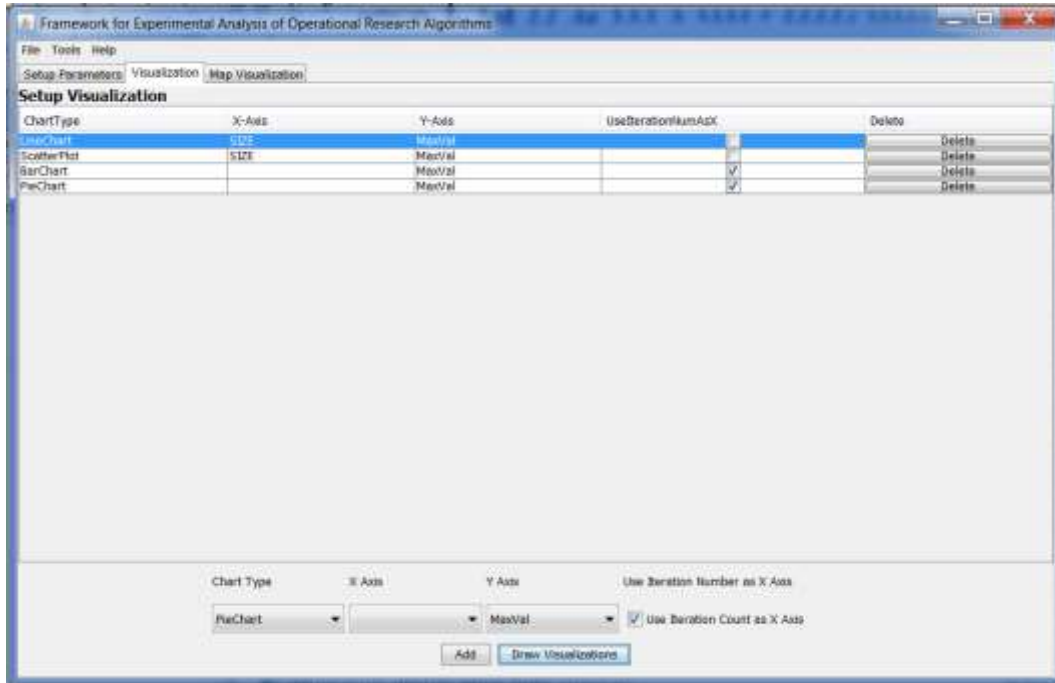 Framework for Experimental Analysis of Operational Research Algorithms
File Tools Help
Setup Parameters Visualization Map Visualization
Setup Visualization
ChartType X-Axis Y-Axis UseIterationNumAsX Delete
LineChart SIZE MaxVal Delete
ScatterPlot SIZE MaxVal Delete
BarChart MaxVal Delete
PieChart MaxVal Delete
Chart Type X Axis Y Axis Use Iteration Number as X Axis
PieChart MaxVal Use Iteration Count as X Axis
Add Draw Visualizations